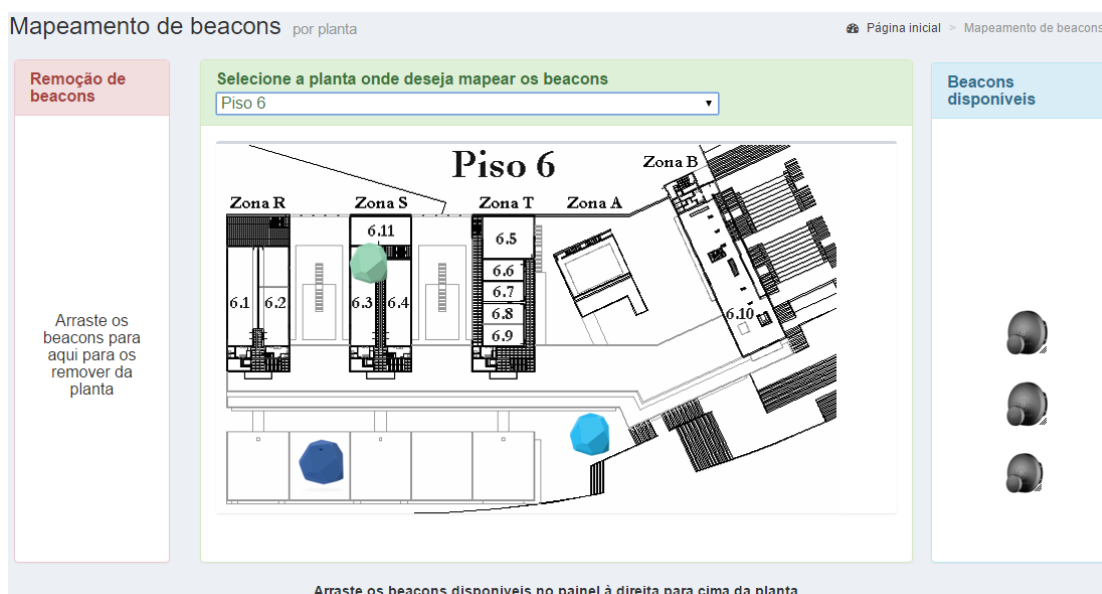 Mapeamento de beacons por planta
Página inicial > Mapeamento de beacons
Remoção de
beacons
Arraste os
beacons para
aqui para os
remover da
planta
Selecione a planta onde deseja mapear os beacons
Piso 6
Piso 6
Zona B
Zona R
Zona S
Zona T
Zona A
6.11
6.5
6.6
6.7
6.8
6.9
6.1
6.2
6.3
6.4
6.10
Beacons
disponíveis
Arraste os beacons disponíveis no painel à direita para cima da planta